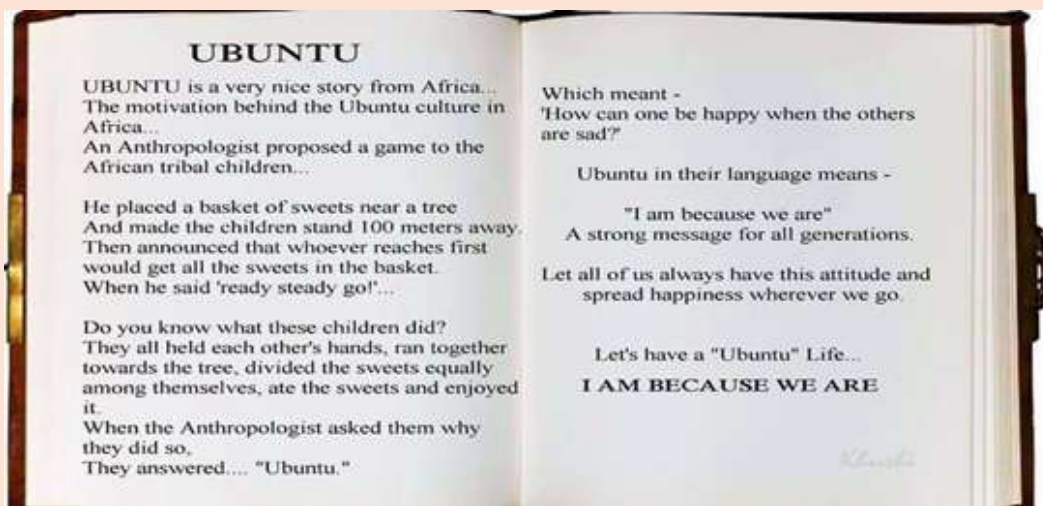 UBUNTU
UBUNTU is a very nice story from Africa...
The motivation behind the Ubuntu culture in
Africa...
An Anthropologist proposed a game to the
African tribal children...
He placed a basket of sweets near a tree
And made the children stand 100 meters away.
Then announced that whoever reaches first
would get all the sweets in the basket.
When he said 'ready steady go!'...
Do you know what these children did?
They all held each other's hands, ran together
towards the tree, divided the sweets equally
among themselves, ate the sweets and enjoyed
it.
When the Anthropologist asked them why
they did so,
They answered.... "Ubuntu."
Which meant -
'How can one be happy when the others
are sad?'
Ubuntu in their language means -
"I am because we are"
A strong message for all generations.
Let all of us always have this attitude and
spread happiness wherever we go.
Let's have a "Ubuntu" Life...
I AM BECAUSE WE ARE
Khushi